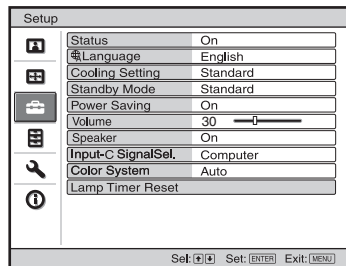 Setup
Status On
Language English
Cooling Setting Standard
Standby Mode Standard
Power Saving On
Volume 30
Speaker On
Input-C SignalSel. Computer
Color System Auto
Lamp Timer Reset
Sel: Set: ENTER Exit: MENU